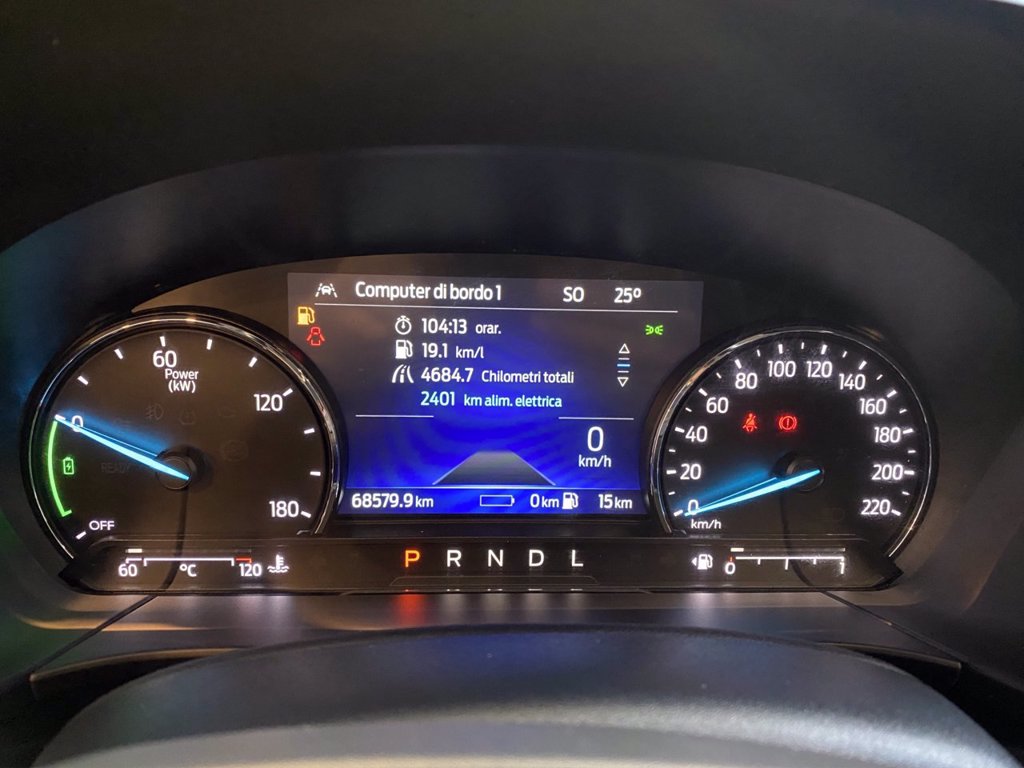 Computer di bordo 1 SO 25º
104:13 orar.
19.1 km/l
4684.7 Chilometri totali
2401 km alim. elettrica
0
km/h
68579.9 km 0 km 15 km
0
60
Power
(kW)
120
180
OFF
0
20
40
60
80
100
120
140
160
180
200
220
km/h
60 °C 120
P R N D L
0 1